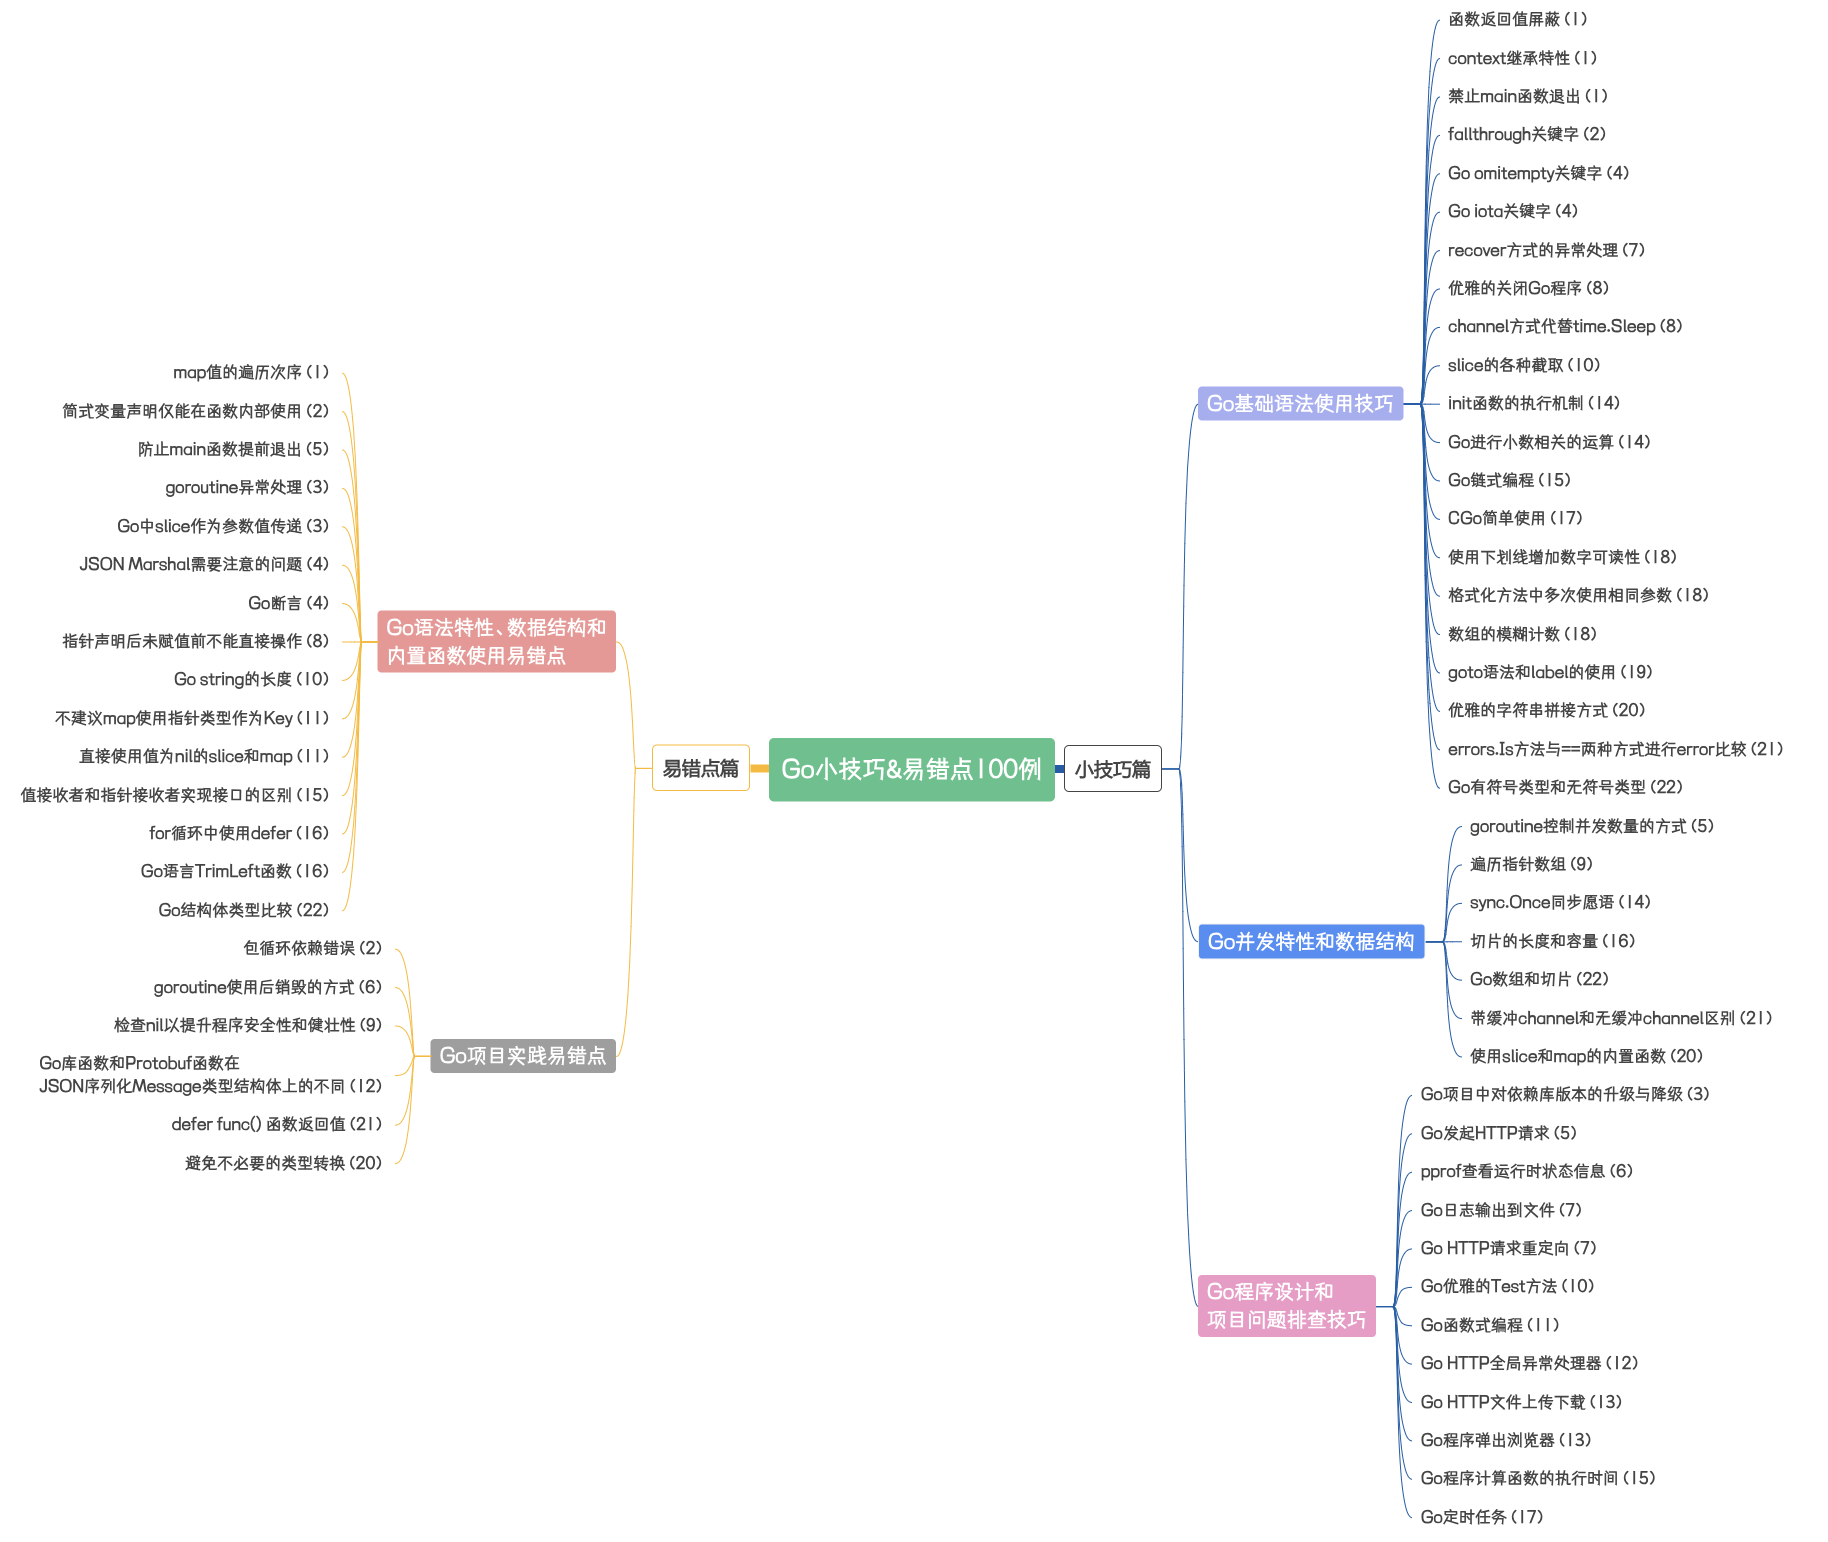 Go小技巧&易错点100例
小技巧篇
Go基础语法使用技巧
函数返回值屏蔽 (1)
context继承特性 (1)
禁止main函数退出 (1)
fallthrough关键字 (2)
Go omitempty关键字 (4)
Go iota关键字 (4)
recover方式的异常处理 (7)
优雅的关闭Go程序 (8)
channel方式代替time.Sleep (8)
slice的各种截取 (10)
init函数的执行机制 (14)
Go进行小数相关的运算 (14)
Go链式编程 (15)
CGo简单使用 (17)
使用下划线增加数字可读性 (18)
格式化方法中多次使用相同参数 (18)
数组的模糊计数 (18)
goto语法和label的使用 (19)
优雅的字符串拼接方式 (20)
errors.Is方法与==两种方式进行error比较 (21)
Go有符号类型和无符号类型 (22)
Go并发特性和数据结构
goroutine控制并发数量的方式 (5)
遍历指针数组 (9)
sync.Once同步愿语 (14)
切片的长度和容量 (16)
Go数组和切片 (22)
带缓冲channel和无缓冲channel区别 (21)
使用slice和map的内置函数 (20)
Go程序设计和
项目问题排查技巧
Go项目中对依赖库版本的升级与降级 (3)
Go发起HTTP请求 (5)
pprof查看运行时状态信息 (6)
Go日志输出到文件 (7)
Go HTTP请求重定向 (7)
Go优雅的Test方法 (10)
Go函数式编程 (11)
Go HTTP全局异常处理器 (12)
Go HTTP文件上传下载 (13)
Go程序弹出浏览器 (13)
Go程序计算函数的执行时间 (15)
Go定时任务 (17)
易错点篇
Go语法特性、数据结构和
内置函数使用易错点
map值的遍历次序 (1)
简式变量声明仅能在函数内部使用 (2)
防止main函数提前退出 (5)
goroutine异常处理 (3)
Go中slice作为参数值传递 (3)
JSON Marshal需要注意的问题 (4)
Go断言 (4)
指针声明后未赋值前不能直接操作 (8)
Go string的长度 (10)
不建议map使用指针类型作为Key (11)
直接使用值为nil的slice和map (11)
值接收者和指针接收者实现接口的区别 (15)
for循环中使用defer (16)
Go语言TrimLeft函数 (16)
Go结构体类型比较 (22)
Go项目实践易错点
包循环依赖错误 (2)
goroutine使用后销毁的方式 (6)
检查nil以提升程序安全性和健壮性 (9)
Go库函数和Protobuf函数在
JSON序列化Message类型结构体上的不同 (12)
defer func() 函数返回值 (21)
避免不必要的类型转换 (20)